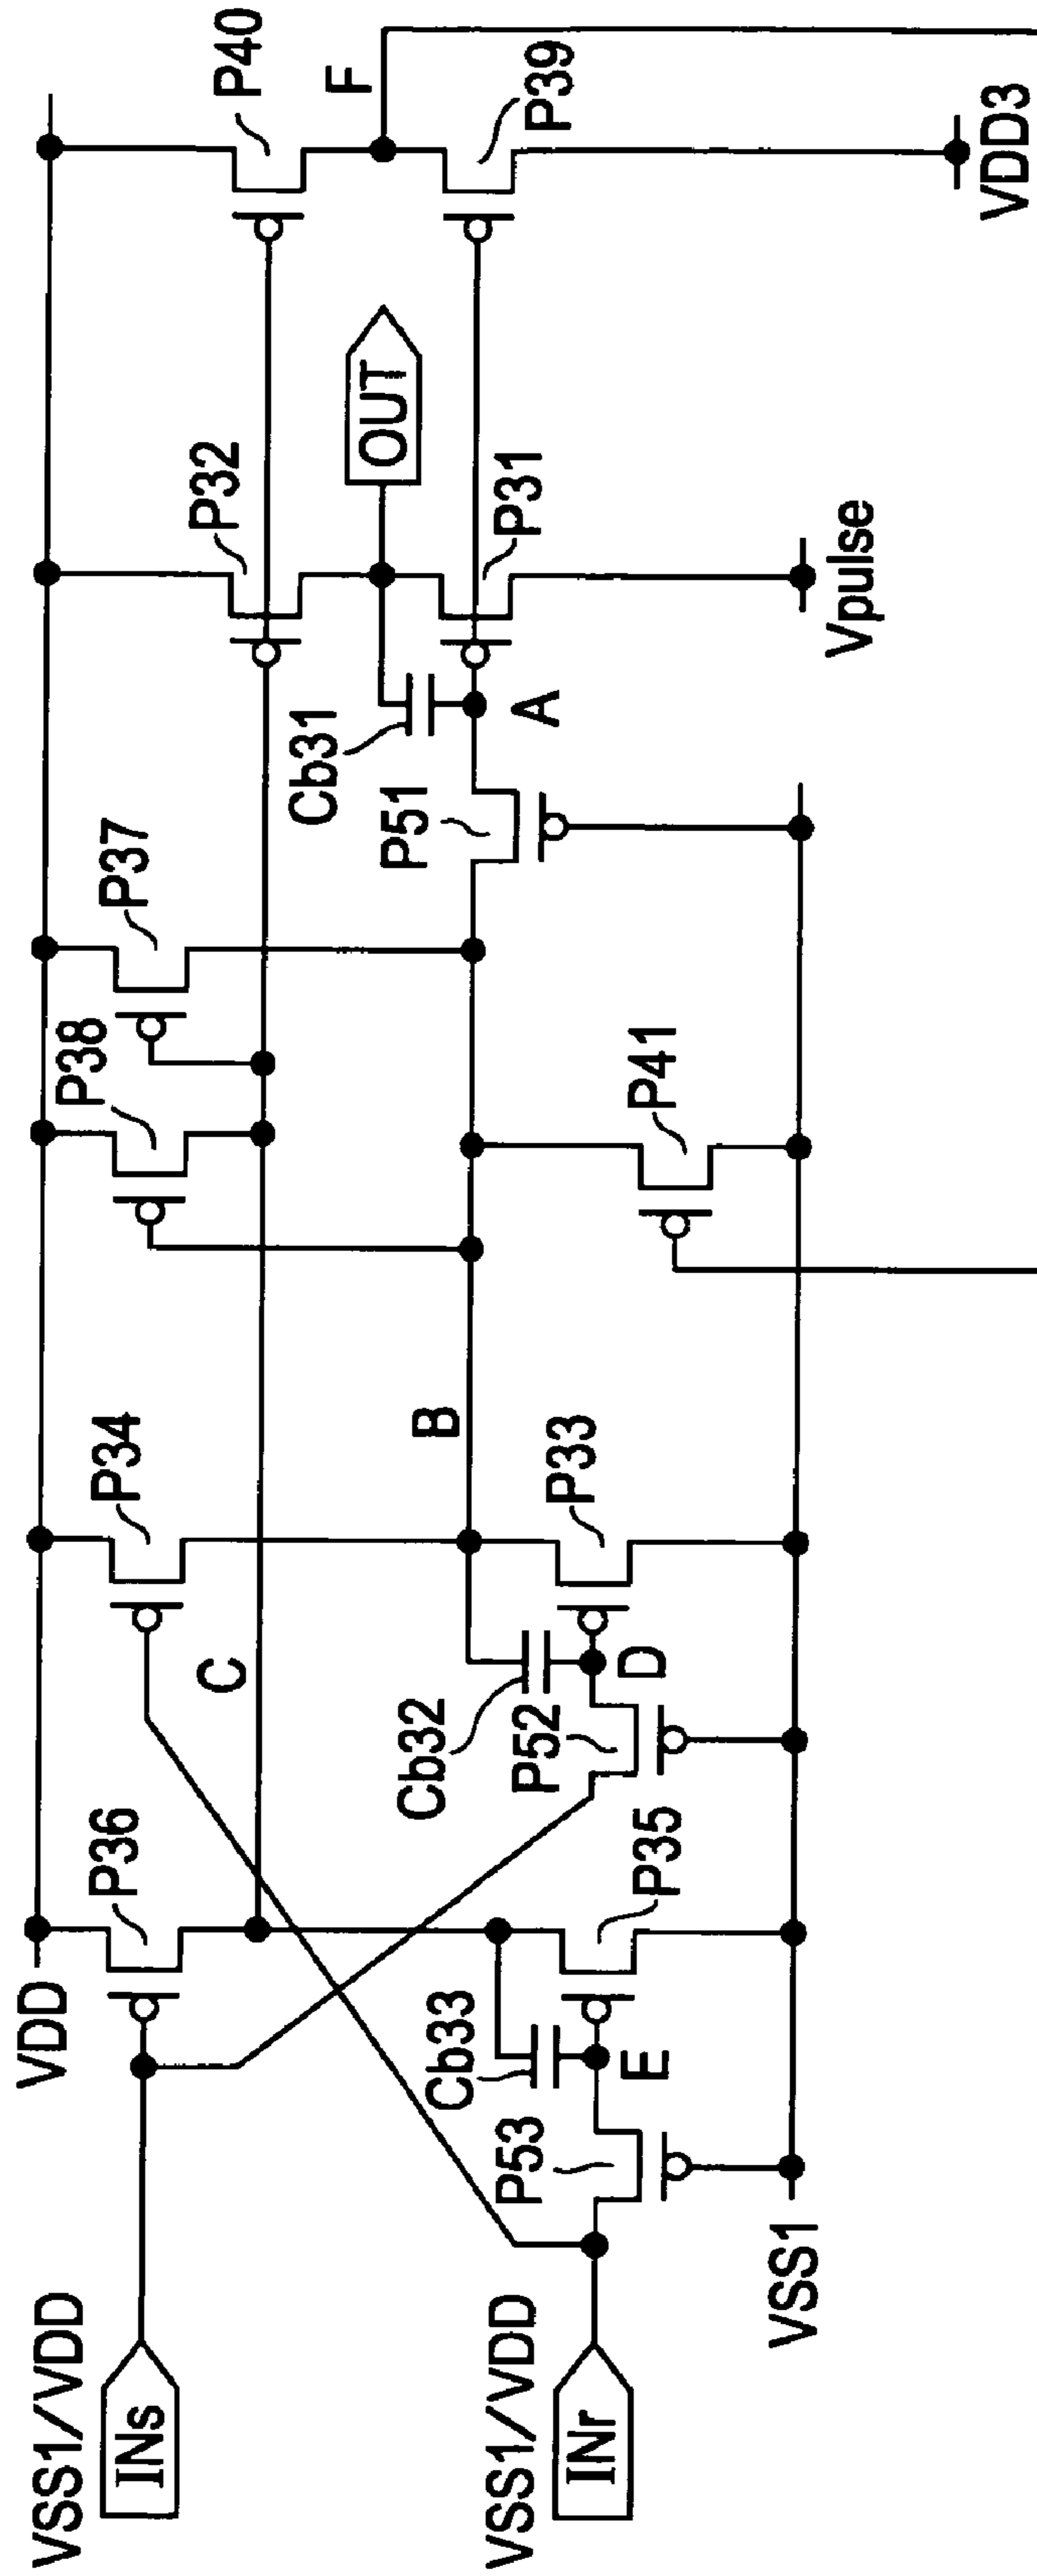 VDD
P36
P34
P38
P37
P32
P40
C
F
VSS1/VDD
INs
Cb33
P53
E
P35
Cb32
P52
D
P33
B
P41
P51
Cb31
A
OUT
P31
P39
VSS1/VDD
INr
VSS1
Vpulse
VDD3